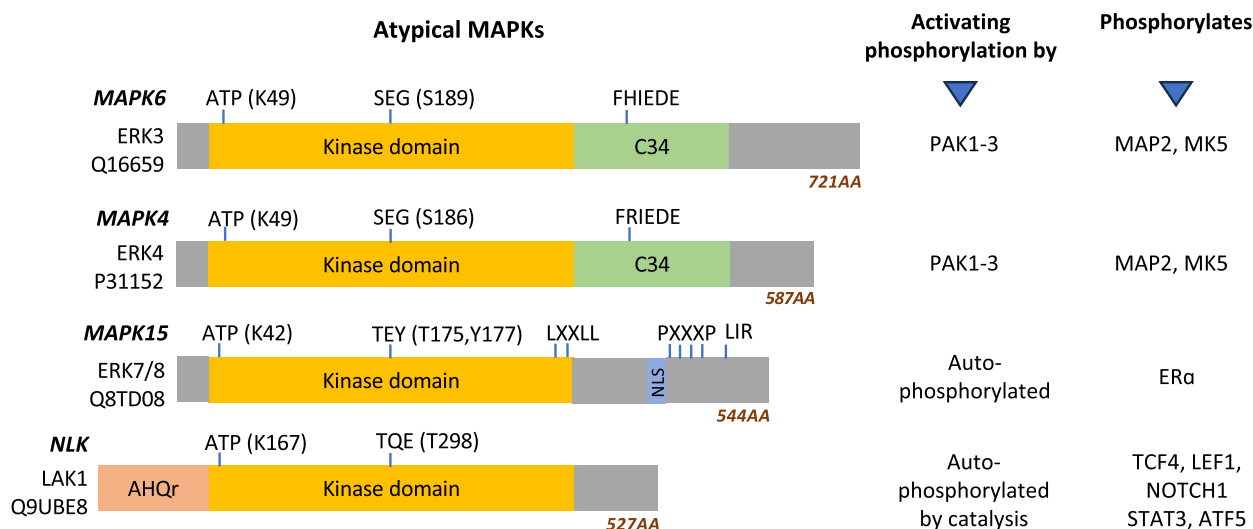 Atypical MAPKs
Activating
phosphorylation by
Phosphorylates
MAPK6
ATP (K49)
SEG (S189)
FHIEDE
ERK3
Q16659
Kinase domain
C34
721AA
PAK1-3
MAP2, MK5
MAPK4
ATP (K49)
SEG (S186)
FRIEDE
ERK4
P31152
Kinase domain
C34
587AA
PAK1-3
MAP2, MK5
MAPK15
ATP (K42)
TEY (T175,Y177)
LXXLL
PXXXP
LIR
ERK7/8
Q8TD08
Kinase domain
NLS
544AA
Auto-
phosphorylated
ERα
NLK
ATP (K167)
TQE (T298)
LAK1
Q9UBE8
AHQr
Kinase domain
527AA
Auto-
phosphorylated
by catalysis
TCF4, LEF1,
NOTCH1
STAT3, ATF5